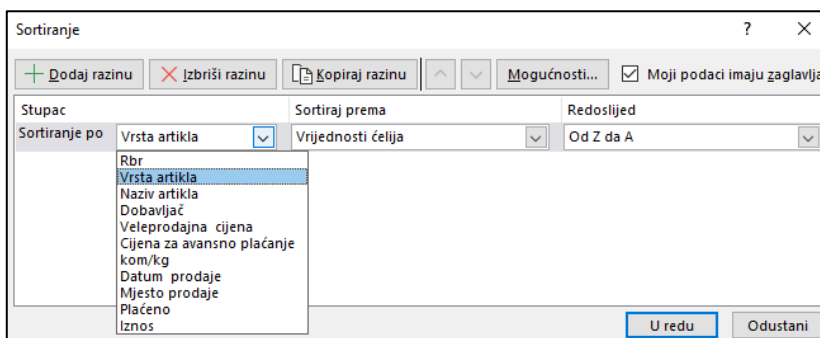 Sortiranje ?
Dodaj razinu Izbriši razinu Kopiraj razinu Mogućnosti... Moji podaci imaju zaglavlja
Stupac Sortiraj prema Redoslijed
Sortiranje po Vrsta artikla Vrijednosti ćelija Od Z da A
Rbr
Vrsta artikla
Naziv artikla
Dobavljač
Veleprodajna cijena
Cijena za avansno plaćanje
kom/kg
Datum prodaje
Mjesto prodaje
Plaćeno
Iznos
U redu Odustani